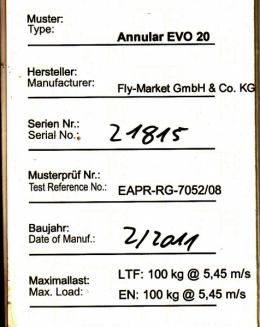 Muster:
Type: Annular EVO 20
Hersteller:
Manufacturer: Fly-Market GmbH & Co. KG
Serien Nr.:
Serial No.: 21815
Musterprüf Nr.:
Test Reference No.: EAPR-RG-7052/08
Baujahr:
Date of Manuf.: 2/2011
Maximallast: LTF: 100 kg @ 5,45 m/s
Max. Load: EN: 100 kg @ 5,45 m/s